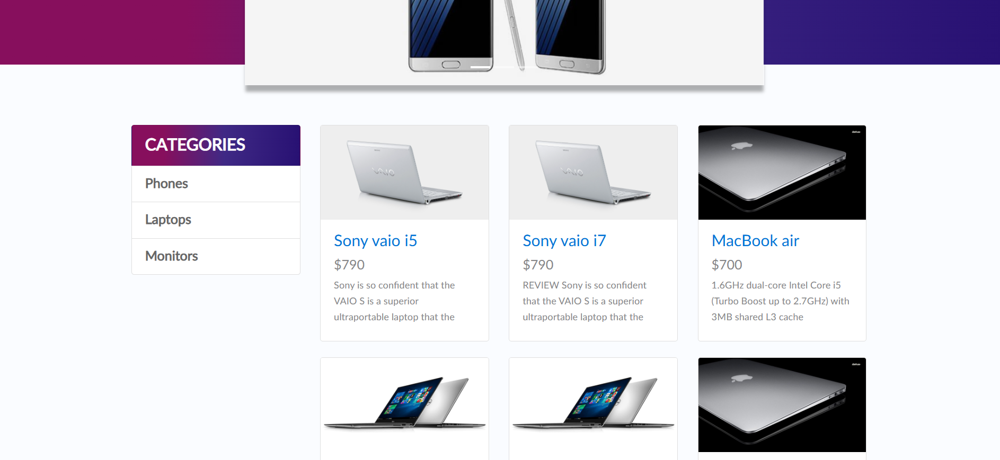 CATEGORIES
Phones
Laptops
Monitors
VAIO
Sony vaio i5
$790
Sony is so confident that the
VAIO S is a superior
ultraportable laptop that the
VAIO
Sony vaio i7
$790
REVIEW Sony is so confident
that the VAIO S is a superior
ultraportable laptop that the
MacBook air
$700
1.6GHz dual-core Intel Core i5
(Turbo Boost up to 2.7GHz) with
3MB shared L3 cache